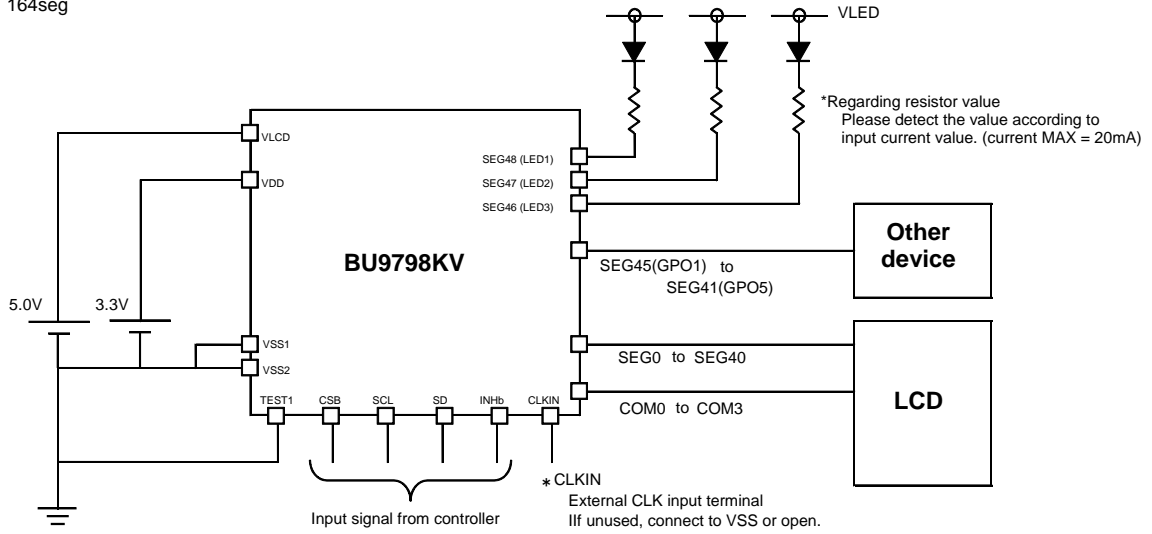 164seg
VLED
*Regarding resistor value
Please detect the value according to
input current value. (current MAX = 20mA)
VLCD
VDD
SEG48 (LED1)
SEG47 (LED2)
SEG46 (LED3)
BU9798KV
SEG45(GPO1) to
SEG41(GPO5)
Other
device
5.0V
3.3V
VSS1
VSS2
SEG0 to SEG40
COM0 to COM3
LCD
TEST1
CSB
SCL
SD
INHb
CLKIN
Input signal from controller
* CLKIN
External CLK input terminal
IIf unused, connect to VSS or open.